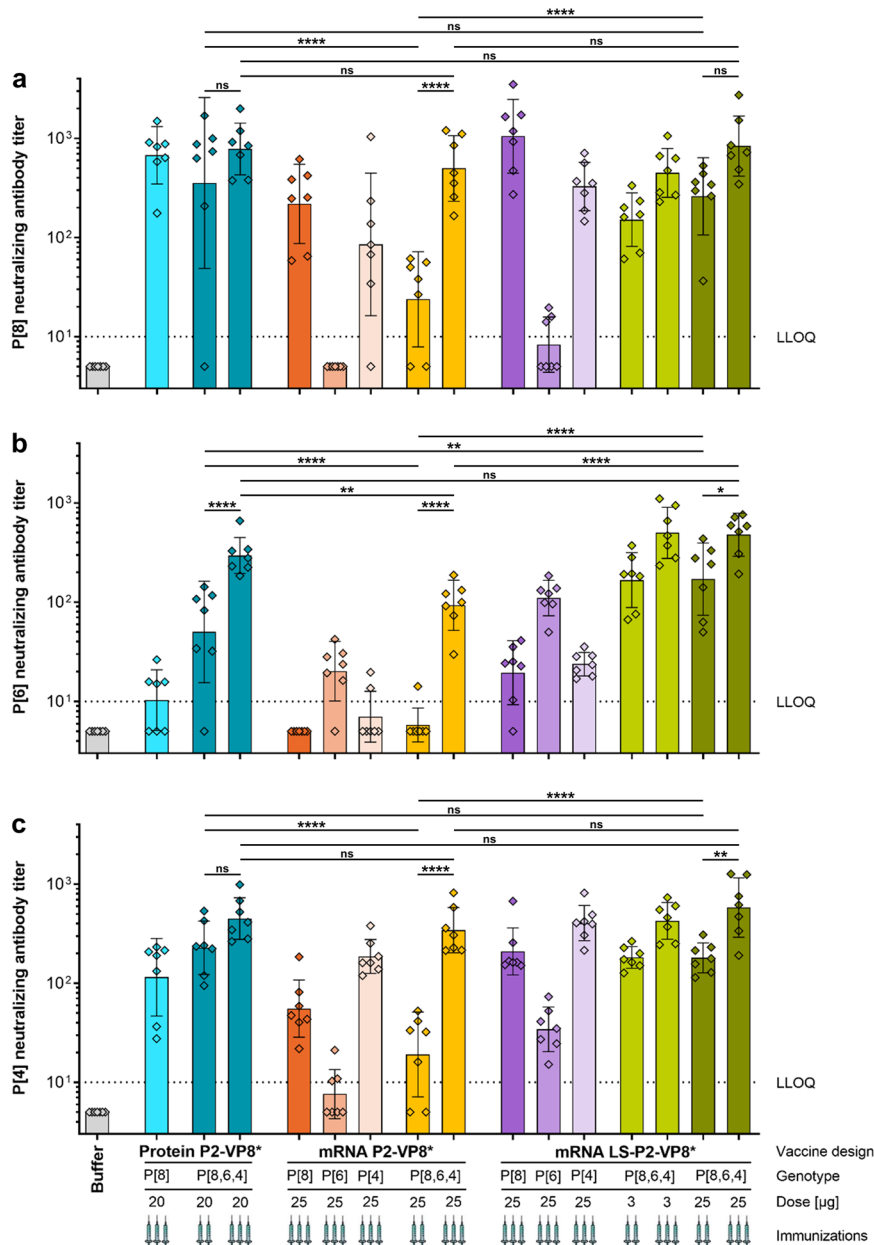 ****
ns
**** ns
ns
a ns ns **** ns
P[8] neutralizing antibody titer
10³
10²
10¹
LLOQ
****
**
**** ****
ns
b ** *
**** ****
P[6] neutralizing antibody titer
10³
10²
10¹
LLOQ
****
ns
**** ns
ns
c ns **
ns ****
P[4] neutralizing antibody titer
10³
10²
10¹
LLOQ
Buffer Protein P2-VP8* mRNA P2-VP8* mRNA LS-P2-VP8* Vaccine design
P[8] P[8,6,4] P[8] P[6] P[4] P[8,6,4] P[8] P[6] P[4] P[8,6,4] P[8,6,4] Genotype
20 20 20 25 25 25 25 25 25 25 25 3 3 25 25 Dose [µg]
Immunizations